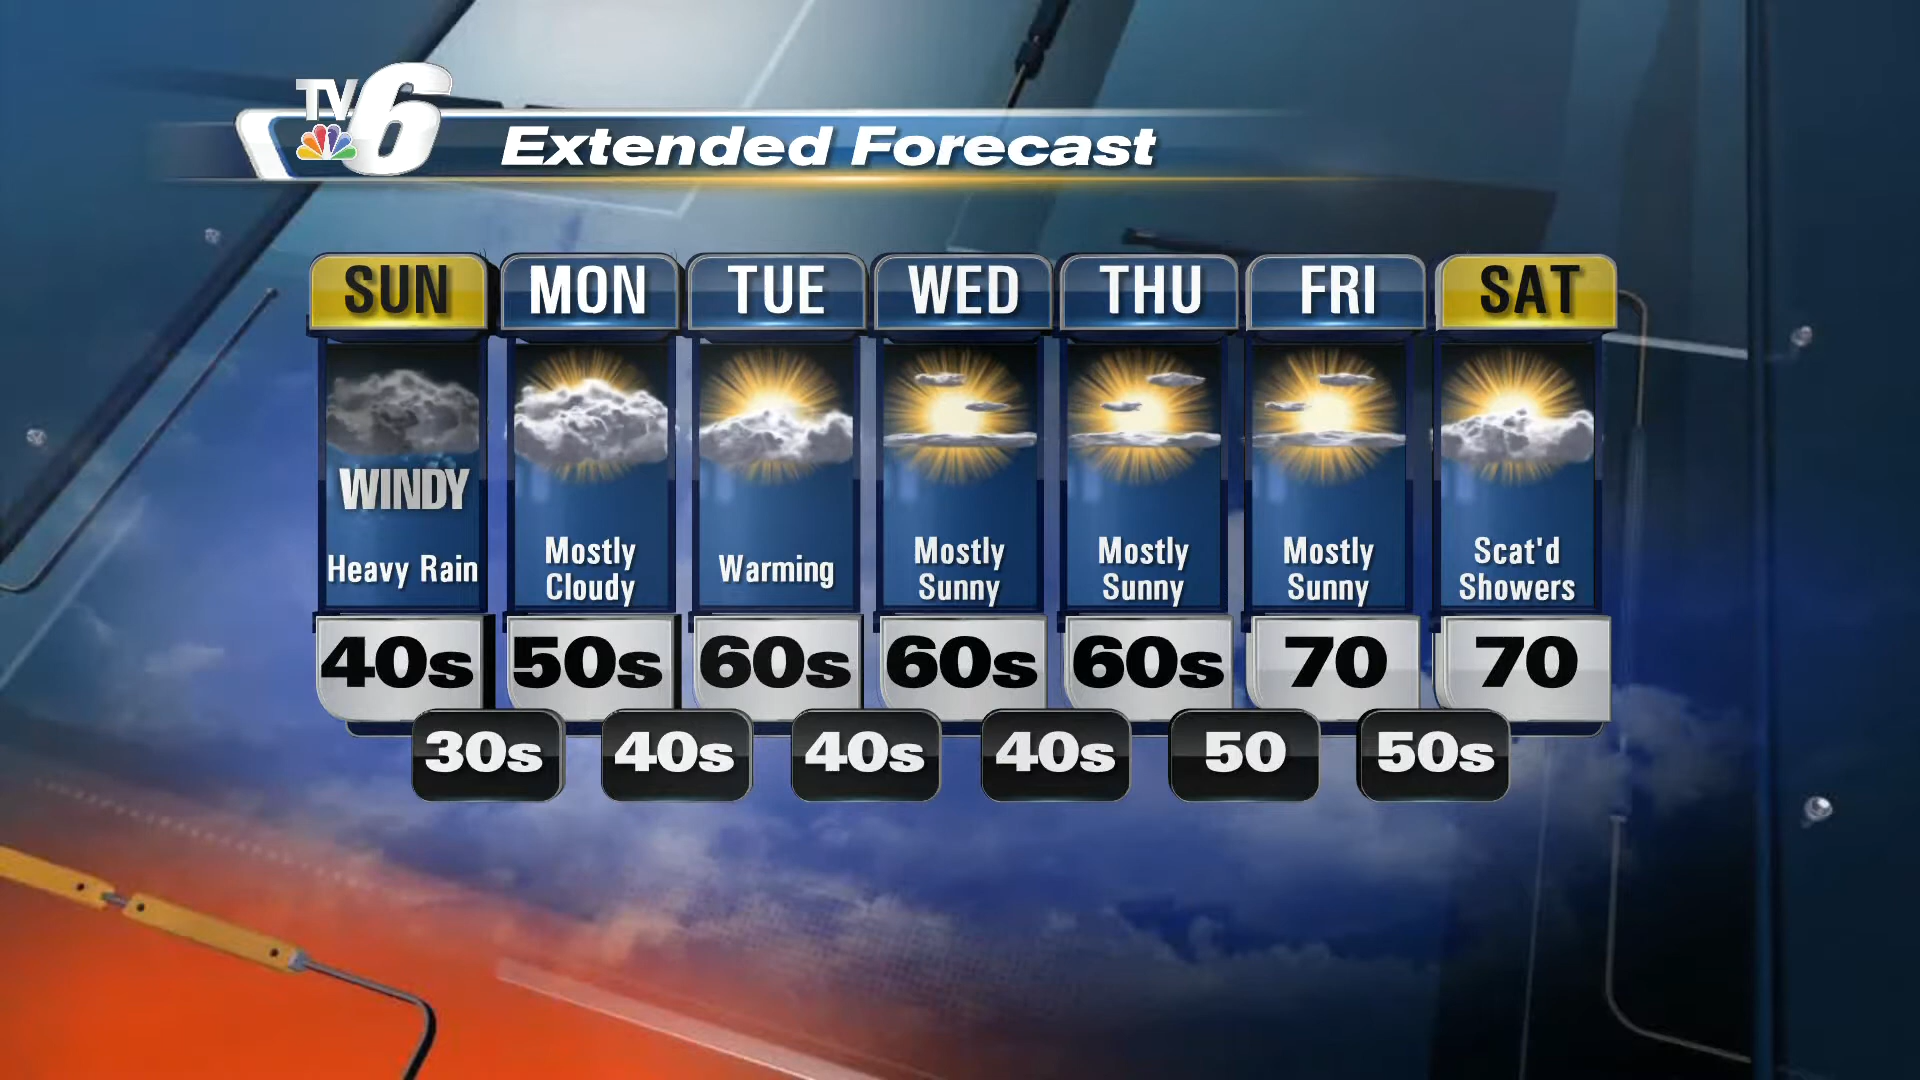 TV6
Extended Forecast
SUN MON TUE WED THU FRI SAT
WINDY
Heavy Rain
Mostly
Cloudy
Warming
Mostly
Sunny
Mostly
Sunny
Mostly
Sunny
Scat'd
Showers
40s 50s 60s 60s 60s 70 70
30s 40s 40s 40s 50 50s